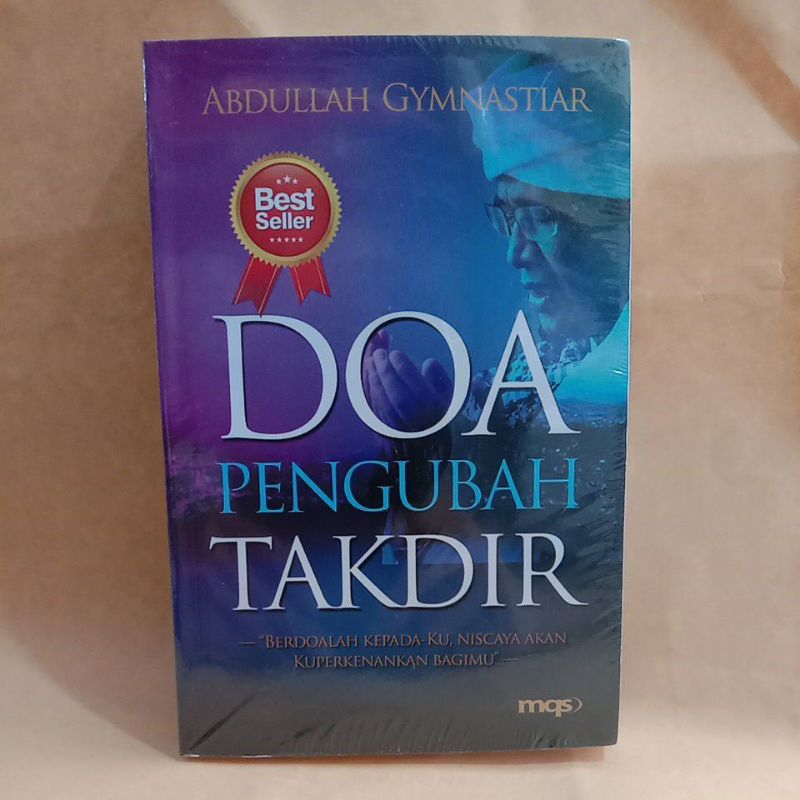 ABDULLAH GYMNASTIAR
Best
Seller
DOA
PENGUBAH
TAKDIR
— "BERDOALAH KEPADA-KU, NISCAYA AKAN
KUPERKENANKAN BAGIMU" —
mqs